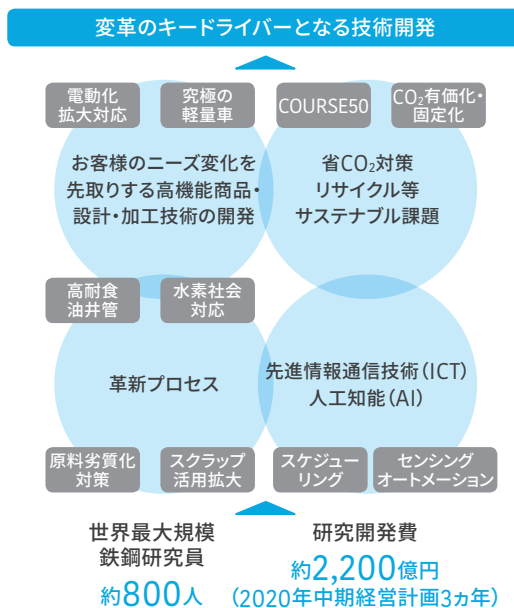 変革のキードライバーとなる技術開発
電動化
拡大対応
究極の
軽量車
COURSE50
CO₂有価化・
固定化
お客様のニーズ変化を
先取りする高機能商品・
設計・加工技術の開発
省CO₂対策
リサイクル等
サステナブル課題
高耐食
油井管
水素社会
対応
革新プロセス
先進情報通信技術（ICT）
人工知能（AI）
原料劣質化
対策
スクラップ
活用拡大
スケジュー
リング
センシング
オートメーション
世界最大規模
鉄鋼研究員
約800人
研究開発費
約2,200億円
（2020年中期経営計画3ヵ年）